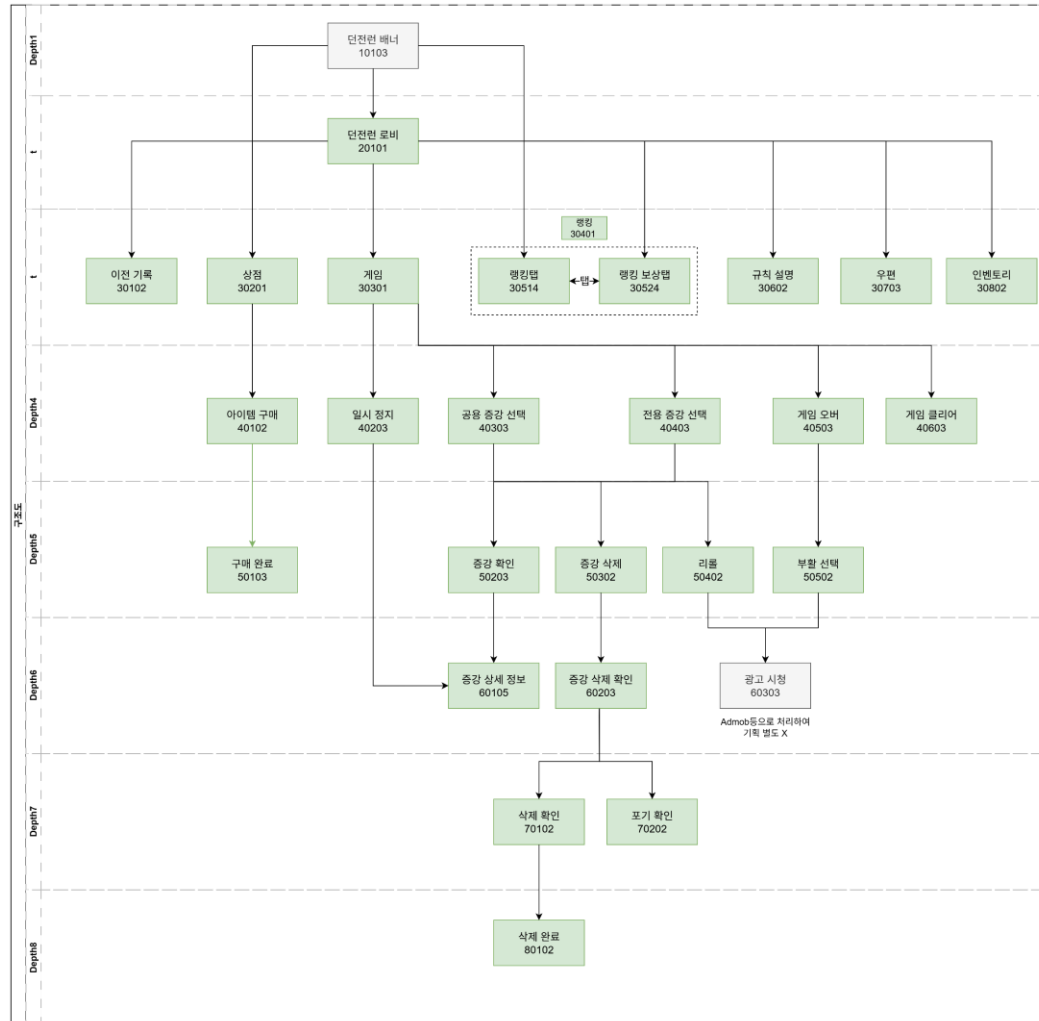 구조도
Depth1
던전런 배너
10103
t
던전런 로비
20101
t
랭킹
30401
이전 기록
30102
상점
30201
게임
30301
랭킹탭
30514
탭
랭킹 보상탭
30524
규칙 설명
30602
우편
30703
인벤토리
30802
Depth4
아이템 구매
40102
일시 정지
40203
공용 증강 선택
40303
전용 증강 선택
40403
게임 오버
40503
게임 클리어
40603
Depth5
구매 완료
50103
증강 확인
50203
증강 삭제
50302
리롤
50402
부활 선택
50502
Depth6
증강 상세 정보
60105
증강 삭제 확인
60203
광고 시청
60303
Admob등으로 처리하여
기획 별도 X
Depth7
삭제 확인
70102
포기 확인
70202
Depth8
삭제 완료
80102